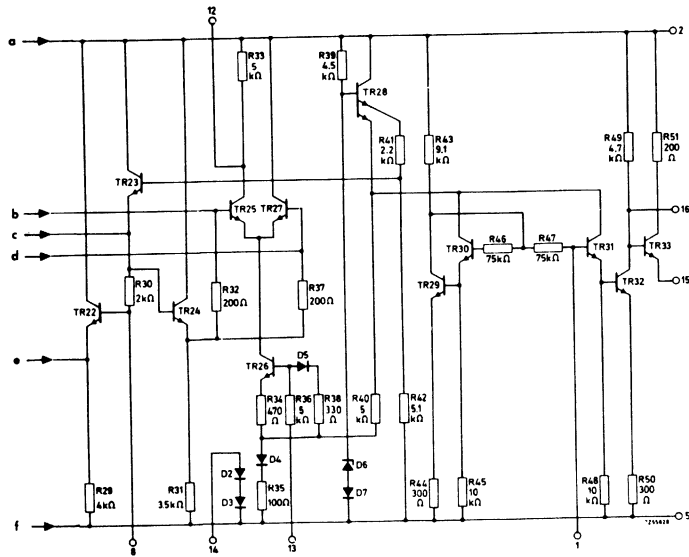 12
a
R33
5
kΩ
R39
4.5
kΩ
TR28
2
R41
2.2
kΩ
R43
9.1
kΩ
R49
4.7
kΩ
R51
200
Ω
TR23
b
TR25
TR27
16
c
d
TR30
R46
75kΩ
R47
75kΩ
TR31
TR33
R30
2kΩ
TR24
R32
200Ω
R37
200Ω
TR29
TR32
15
TR22
e
TR26
D5
R34
470
Ω
R36
5
kΩ
R38
330
Ω
R40
5
kΩ
R42
5.1
kΩ
D4
D6
D2
R29
4kΩ
R31
3.5kΩ
D3
R35
100Ω
D7
R44
300
Ω
R45
10
kΩ
R48
10
kΩ
R50
300
Ω
f
5
8
14
13
1